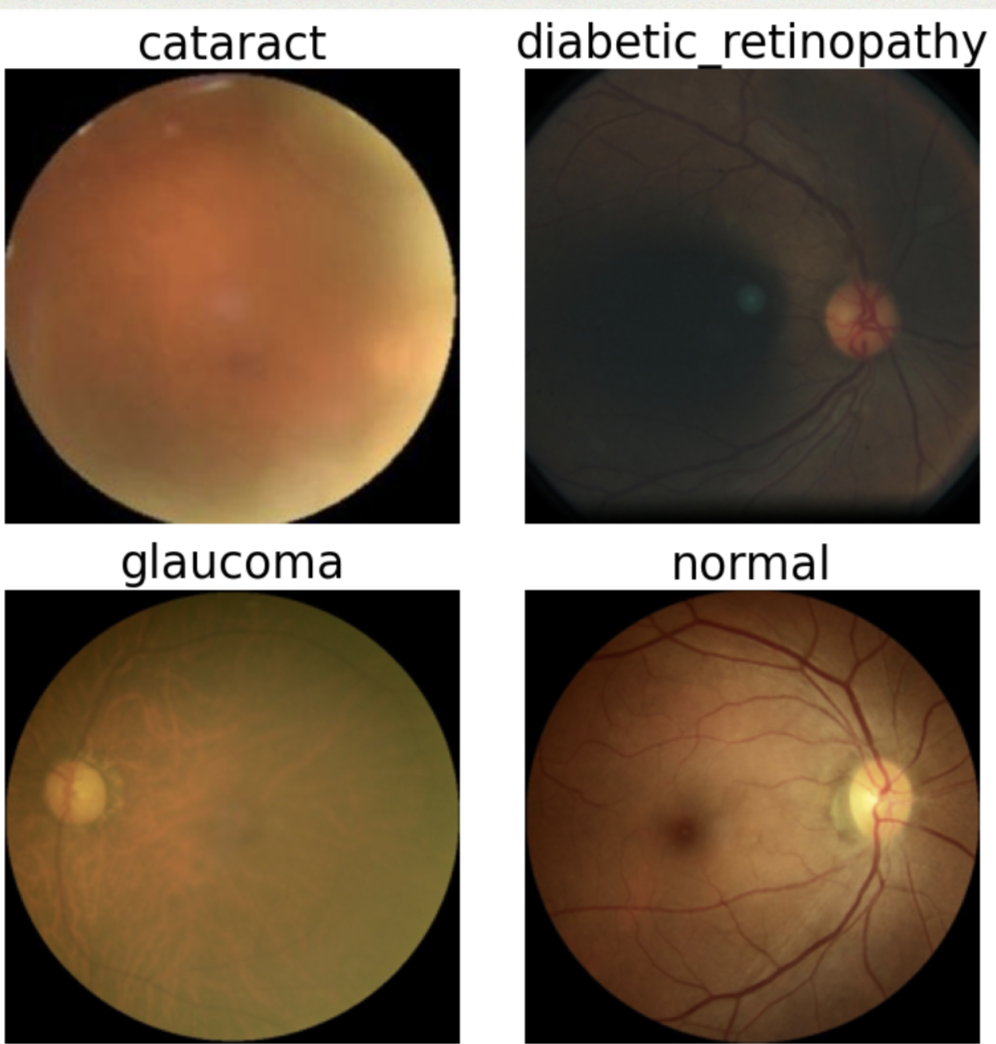 cataract
diabetic_retinopathy
glaucoma
normal